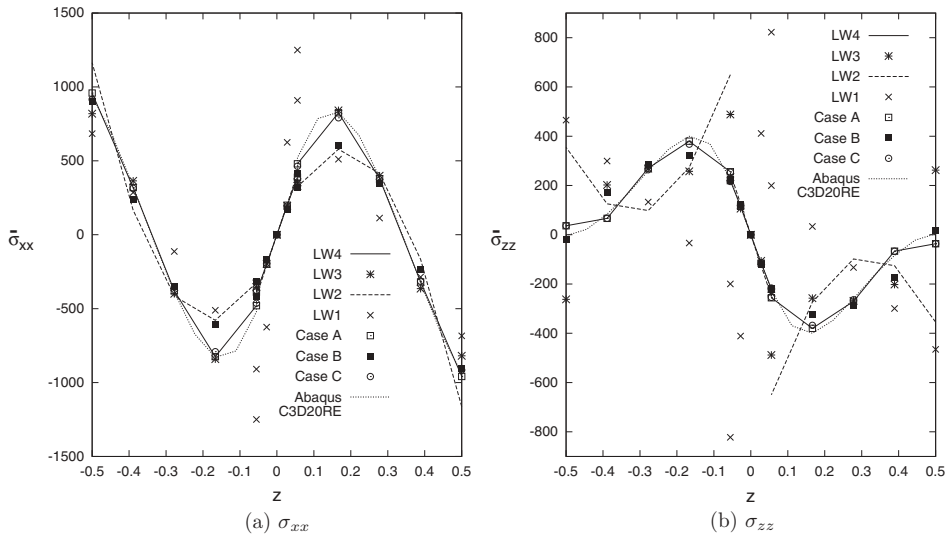 1500
1000
500
0
-500
-1000
-1500
σ̄xx
-0.5 -0.4 -0.3 -0.2 -0.1 0 0.1 0.2 0.3 0.4 0.5
z
LW4
LW3
LW2
LW1
Case A
Case B
Case C
Abaqus
C3D20RE
(a) σxx
800
600
400
200
0
-200
-400
-600
-800
σ̄zz
-0.5 -0.4 -0.3 -0.2 -0.1 0 0.1 0.2 0.3 0.4 0.5
z
LW4
LW3
LW2
LW1
Case A
Case B
Case C
Abaqus
C3D20RE
(b) σzz